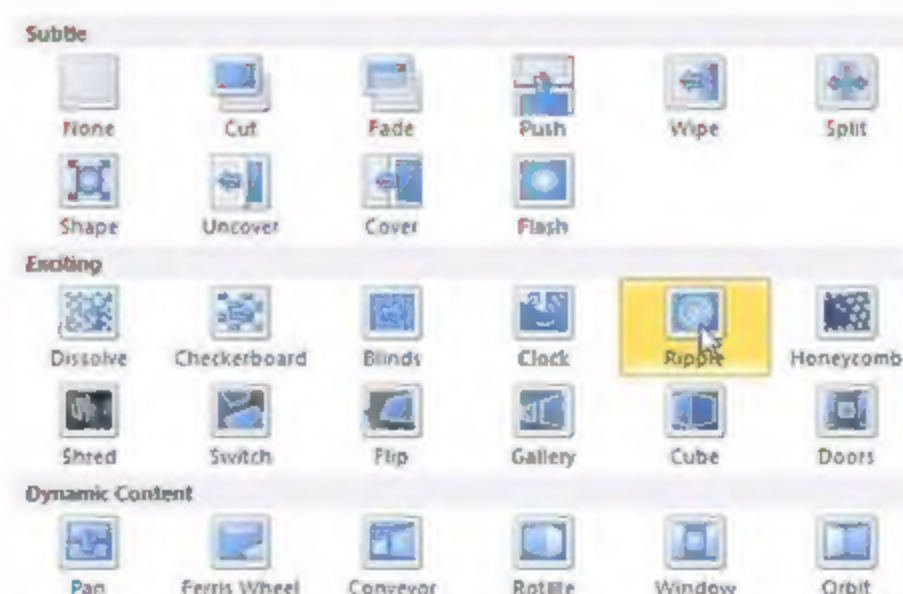 Subtle
None Cut Fade Push Wipe Split
Shape Uncover Cover Flash
Exciting
Dissolve Checkerboard Blinds Clock Ripple Honeycomb
Shred Switch Flip Gallery Cube Doors
Dynamic Content
Pan Ferris Wheel Conveyor Rotate Window Orbit